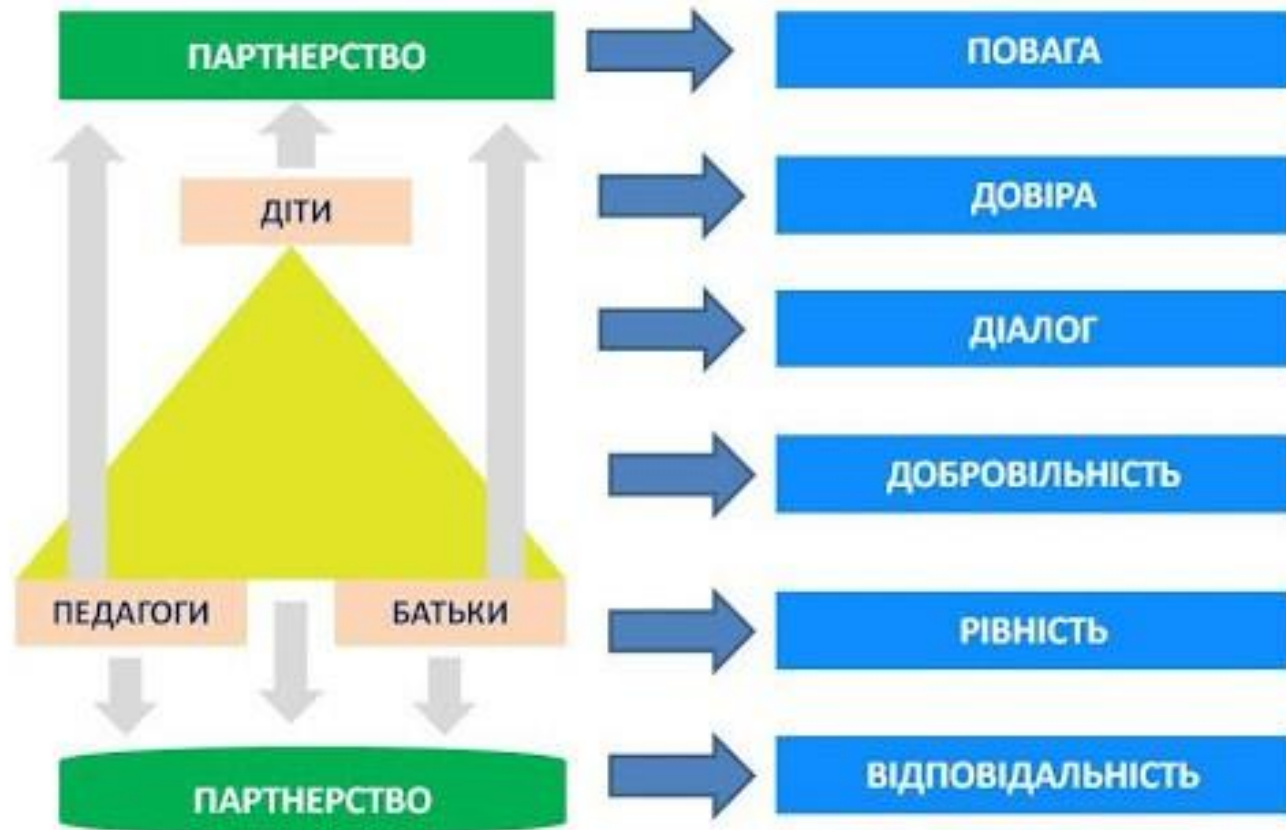 ПАРТНЕРСТВО
ПОВАГА
ДІТИ
ДОВІРА
ДІАЛОГ
ДОБРОВІЛЬНІСТЬ
ПЕДАГОГИ
БАТЬКИ
РІВНІСТЬ
ПАРТНЕРСТВО
ВІДПОВІДАЛЬНІСТЬ